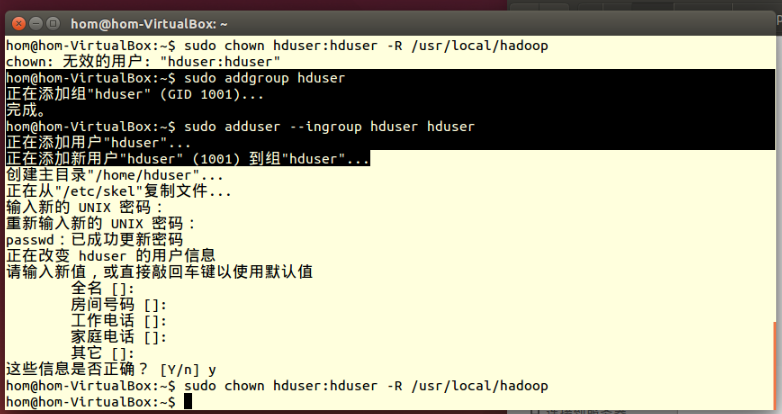 hom@hom-VirtualBox: ~
hom@hom-VirtualBox:~$ sudo chown hduser:hduser -R /usr/local/hadoop
chown: 无效的用户: "hduser:hduser"
hom@hom-VirtualBox:~$ sudo addgroup hduser
正在添加组"hduser" (GID 1001)...
完成。
hom@hom-VirtualBox:~$ sudo adduser --ingroup hduser hduser
正在添加用户"hduser"...
正在添加新用户"hduser" (1001) 到组"hduser"...
创建主目录"/home/hduser"...
正在从"/etc/skel"复制文件...
输入新的 UNIX 密码：
重新输入新的 UNIX 密码：
passwd：已成功更新密码
正在改变 hduser 的用户信息
请输入新值，或直接敲回车键以使用默认值
全名 []:
房间号码 []:
工作电话 []:
家庭电话 []:
其它 []:
这些信息是否正确？ [Y/n] y
hom@hom-VirtualBox:~$ sudo chown hduser:hduser -R /usr/local/hadoop
hom@hom-VirtualBox:~$